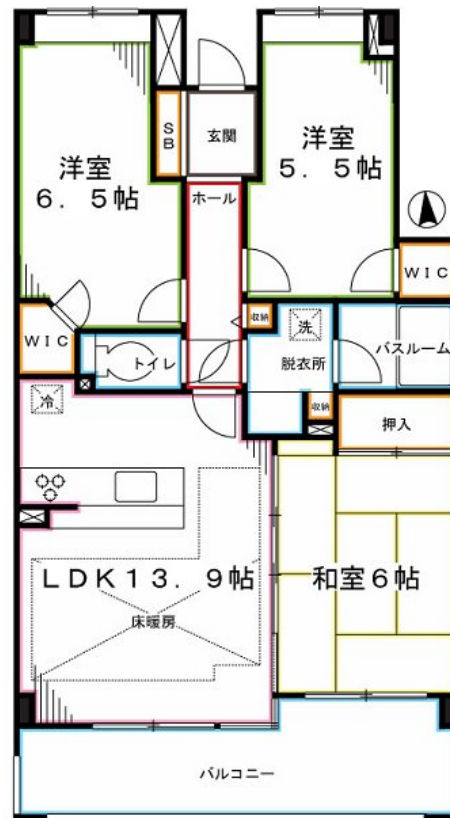 洋室
6.5帖
SB
玄関
洋室
5.5帖
ホール
WIC
WIC
収納
洗
トイレ
脱衣所
バスルーム
冷
収納
押入
LDK13.9帖
床暖房
和室6帖
バルコニー